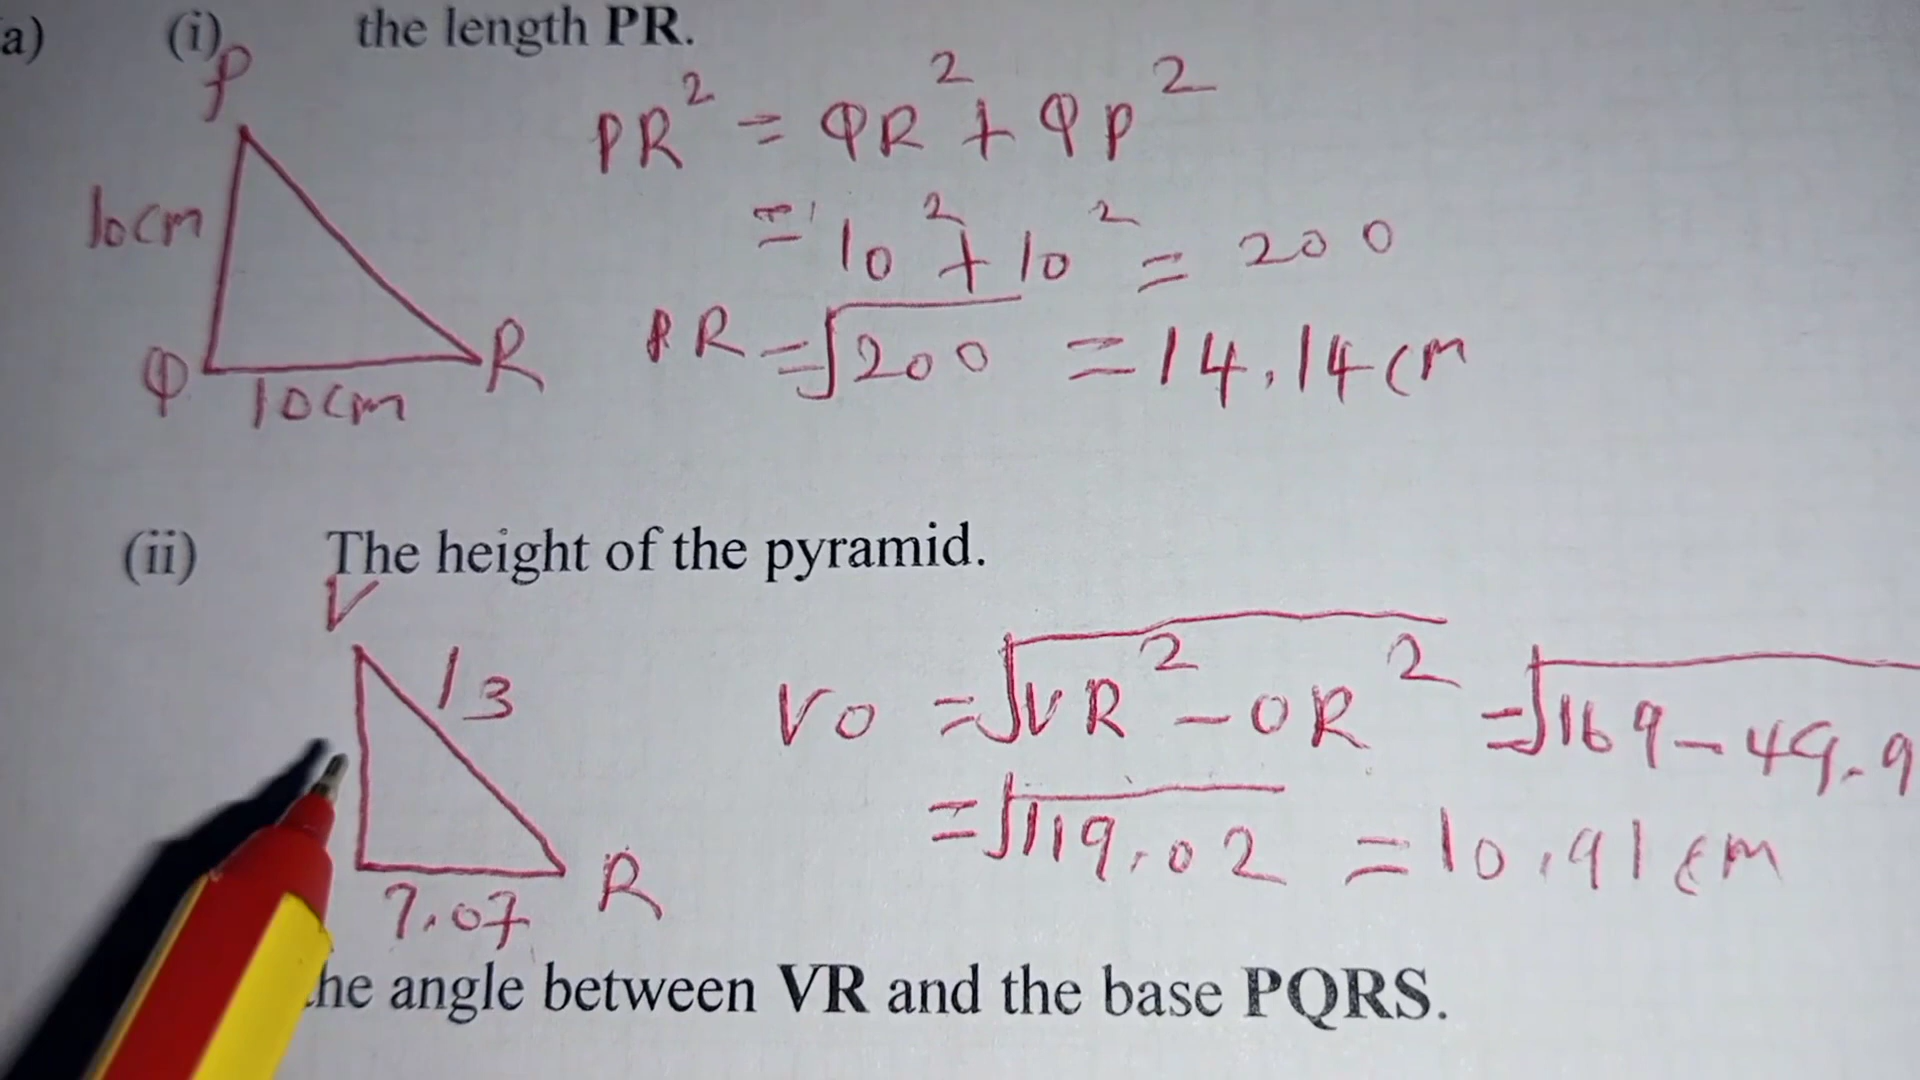 a) (i) the length PR.
P
PR² = QR² + QP²
10cm
= 10² + 10² = 200
PR = √200 = 14.14cm
Q 10cm R
(ii) The height of the pyramid.
V
13
VO = √VR² - OR² = √169 - 49.9
= √119.02 = 10.91cm
7.07 R
he angle between VR and the base PQRS.